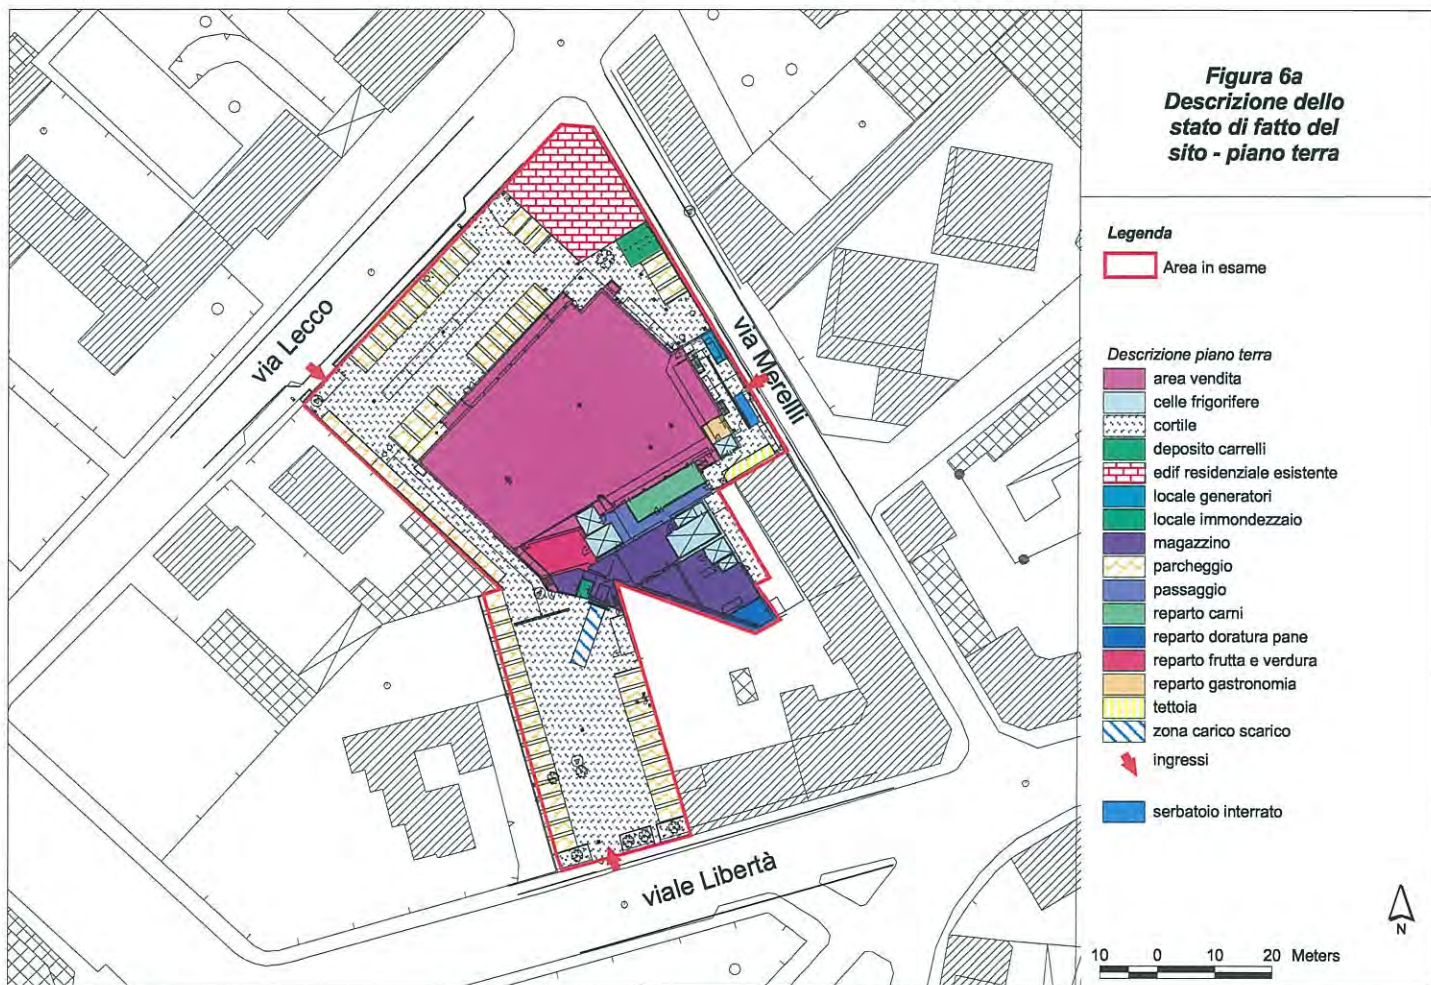 Figura 6a
Descrizione dello
stato di fatto del
sito - piano terra
Legenda
Area in esame
Descrizione piano terra
area vendita
celle frigorifere
cortile
deposito carrelli
edif residenziale esistente
locale generatori
locale immondezzaio
magazzino
parcheggio
passaggio
reparto carni
reparto doratura pane
reparto frutta e verdura
reparto gastronomia
tettoia
zona carico scarico
ingressi
serbatoio interrato
via Lecco
via Merelli
viale Libertà
N
10 0 10 20 Meters